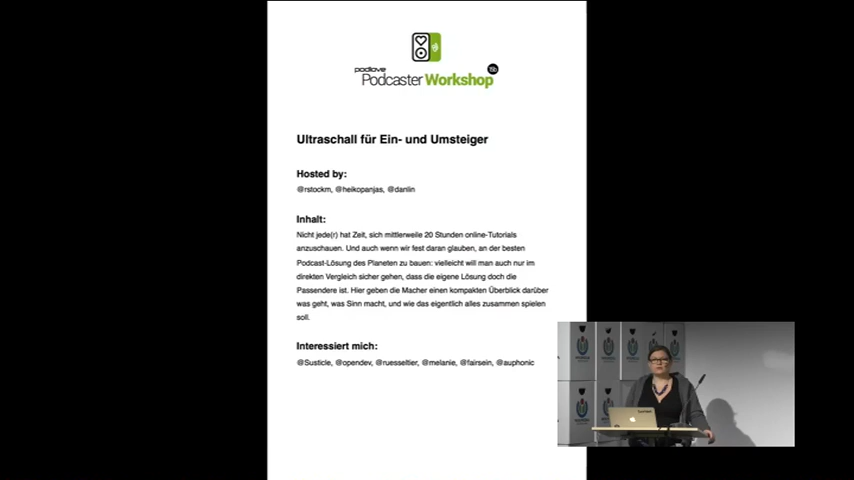 podlove
Podcaster Workshop
Ultraschall für Ein- und Umsteiger
Hosted by:
@rstockm, @heikopanjas, @danlin
Inhalt:
Nicht jede(r) hat Zeit, sich mittlerweile 20 Stunden online-Tutorials
anzuschauen. Und auch wenn wir fest daran glauben, an der besten
Podcast-Lösung des Planeten zu bauen: vielleicht will man auch nur im
direkten Vergleich sicher gehen, dass die eigene Lösung doch die
Passendere ist. Hier geben die Macher einen kompakten Überblick darüber
was geht, was Sinn macht, und wie das eigentlich alles zusammen spielen
soll.
Interessiert mich:
@Susticle, @opendev, @ruesseltier, @melanie, @fairsein, @auphonic